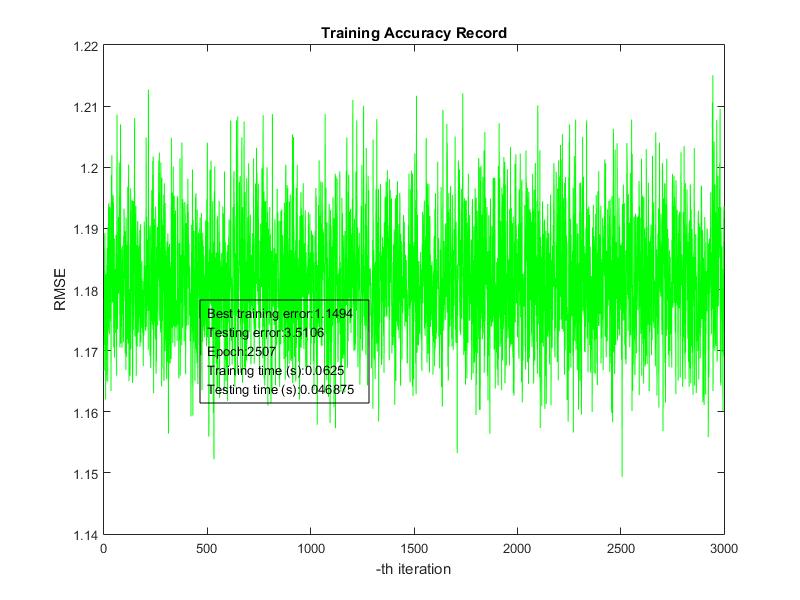 Training Accuracy Record
1.22
1.21
1.2
1.19
1.18
1.17
1.16
1.15
1.14
RMSE
Best training error:1.1494
Testing error:3.5106
Epoch:2507
Training time (s):0.0625
Testing time (s):0.046875
0 500 1000 1500 2000 2500 3000
-th iteration